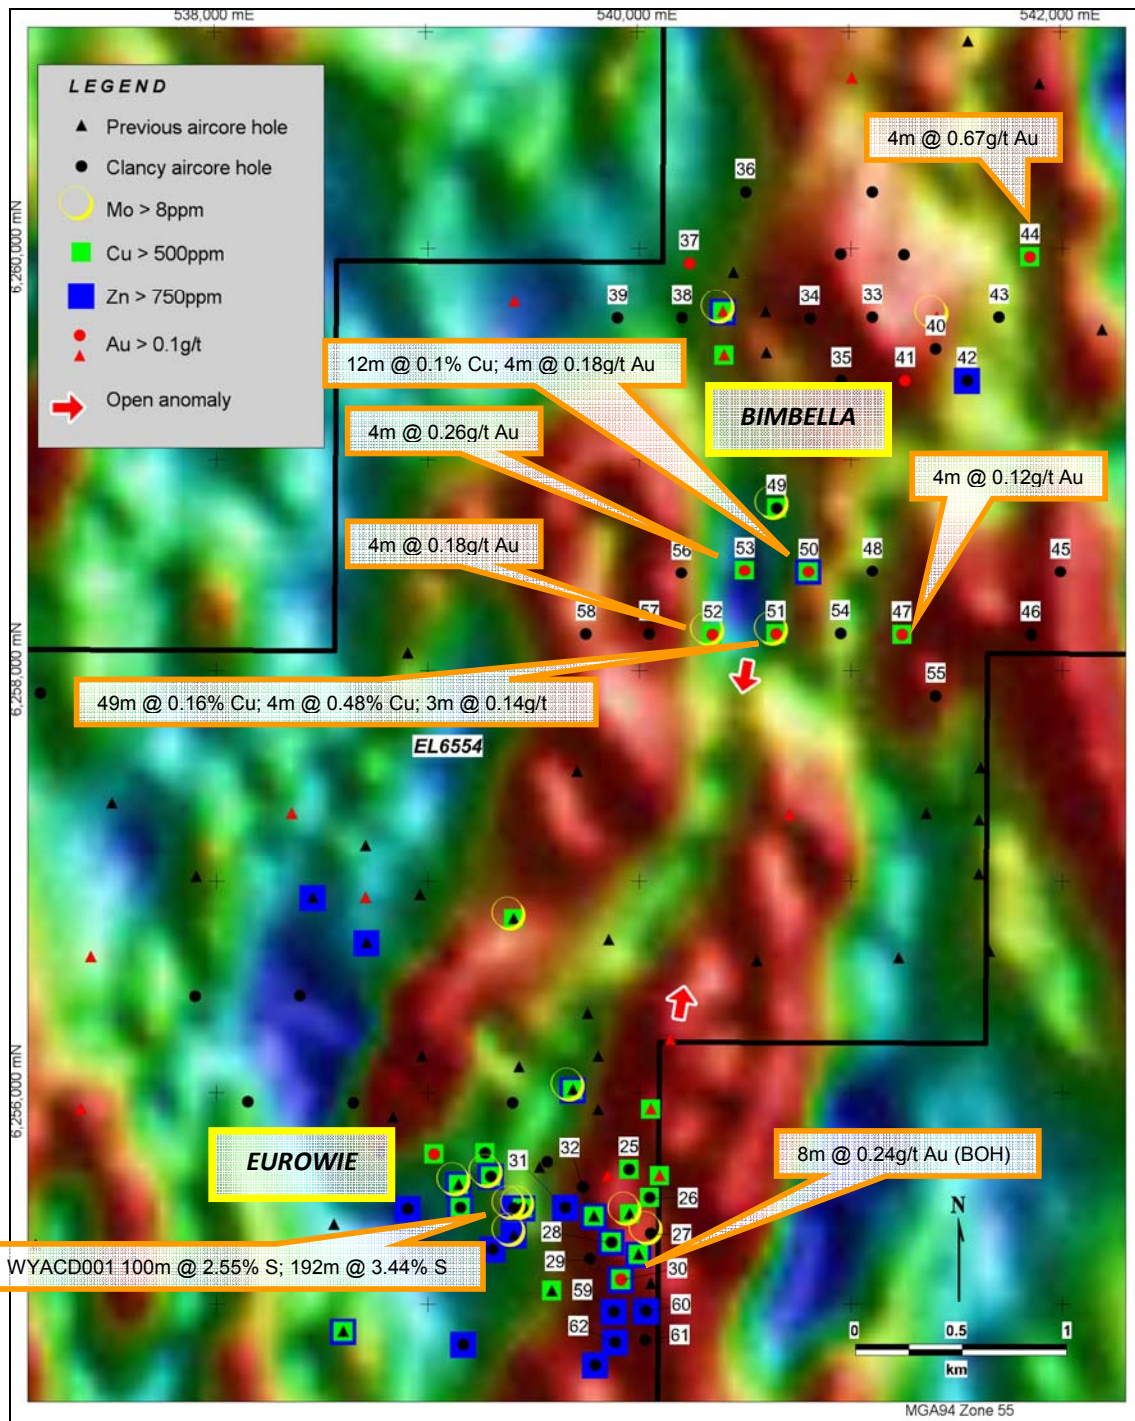 538,000 mE
540,000 mE
542,000 mE
LEGEND
Previous aircore hole
Clancy aircore hole
Mo > 8ppm
Cu > 500ppm
Zn > 750ppm
Au > 0.1g/t
Open anomaly
6,260,000 mN
4m @ 0.67g/t Au
36
37
44
39
38
34
33
43
40
12m @ 0.1% Cu; 4m @ 0.18g/t Au
35
41
42
BIMBELLA
4m @ 0.26g/t Au
4m @ 0.12g/t Au
49
4m @ 0.18g/t Au
56
53
50
48
45
58
57
52
51
54
47
46
6,258,000 mN
55
49m @ 0.16% Cu; 4m @ 0.48% Cu; 3m @ 0.14g/t
EL6554
6,256,000 mN
EUROWIE
31
32
25
8m @ 0.24g/t Au (BOH)
26
28
27
29
WYACD001 100m @ 2.55% S; 192m @ 3.44% S
30
59
60
62
61
N
0
0.5
1
km
MGA94 Zone 55